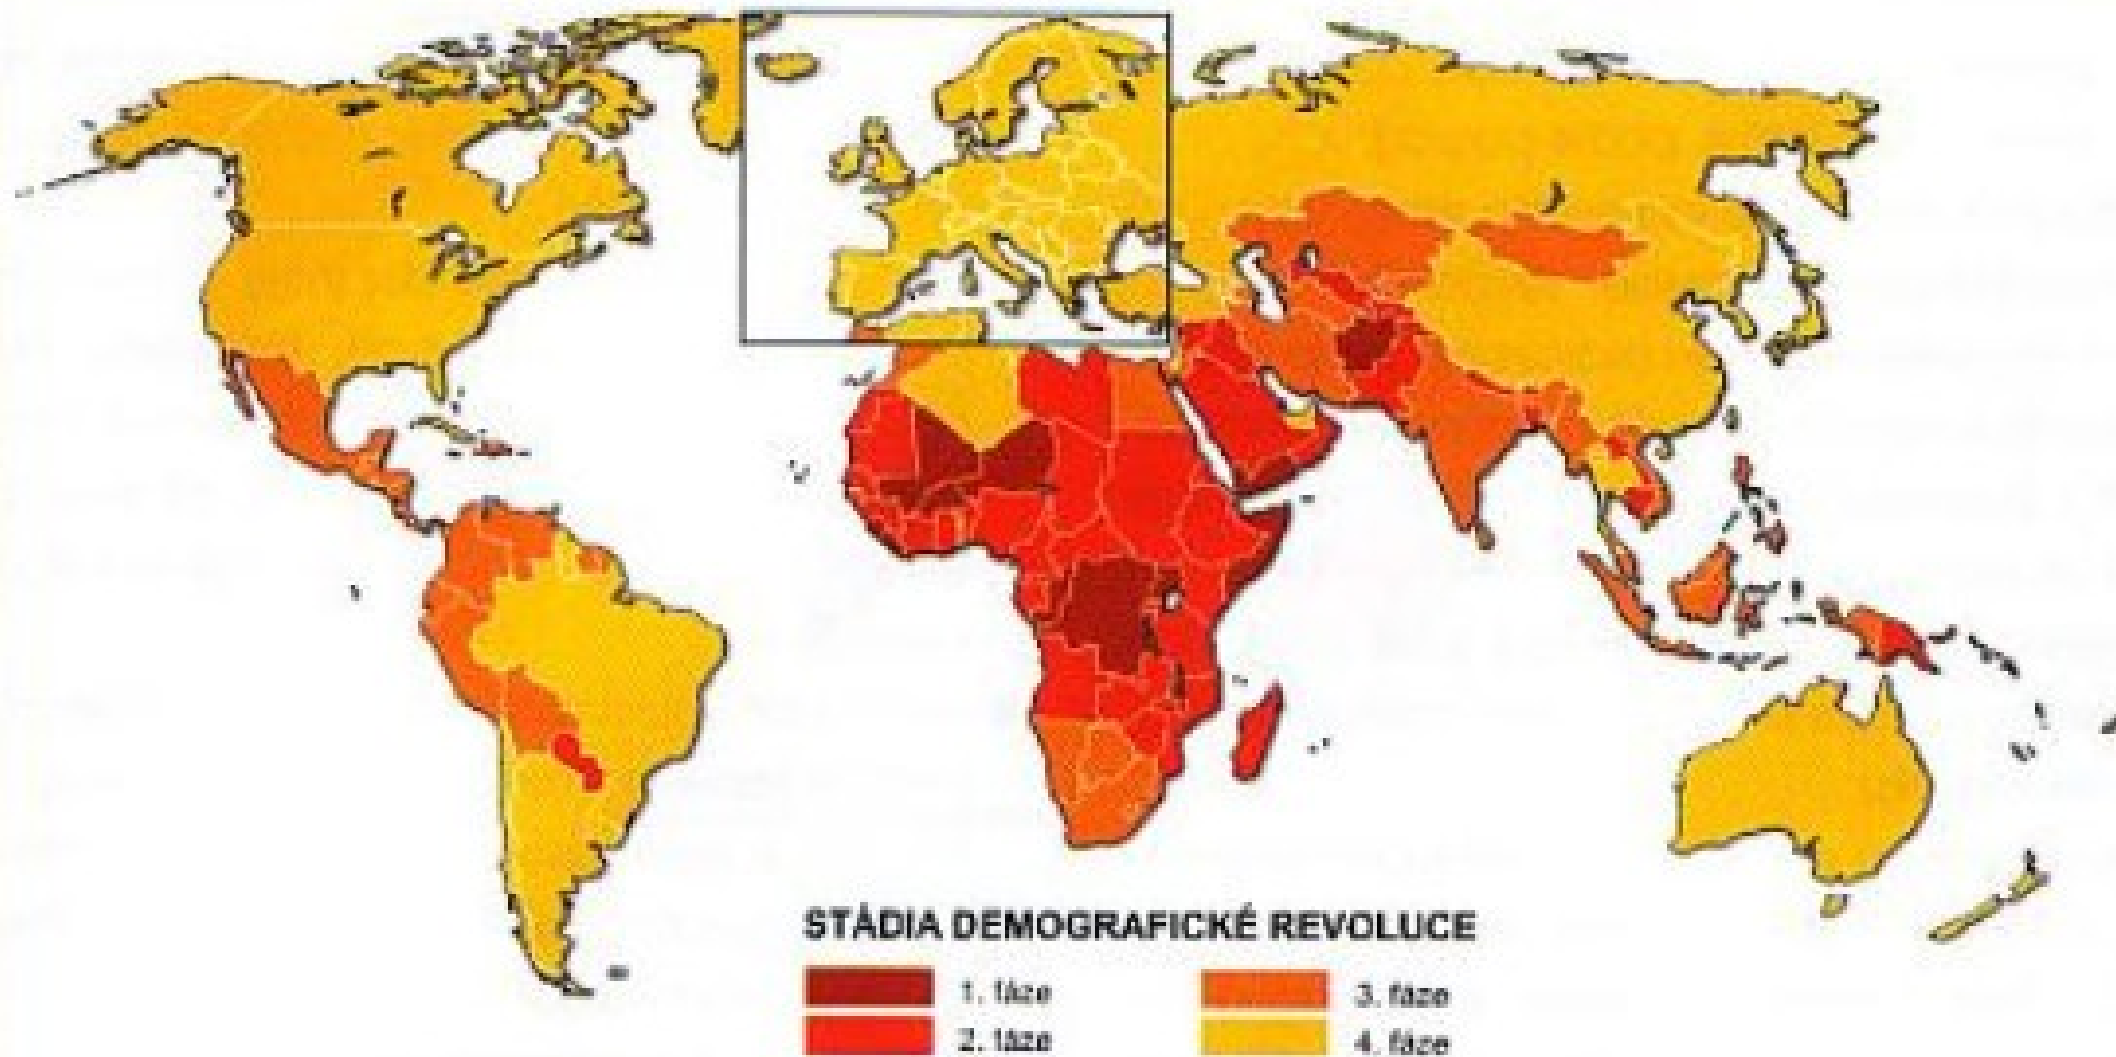 STÁDIA DEMOGRAFICKÉ REVOLUCE
1. fáze
2. fáze
3. fáze
4. fáze